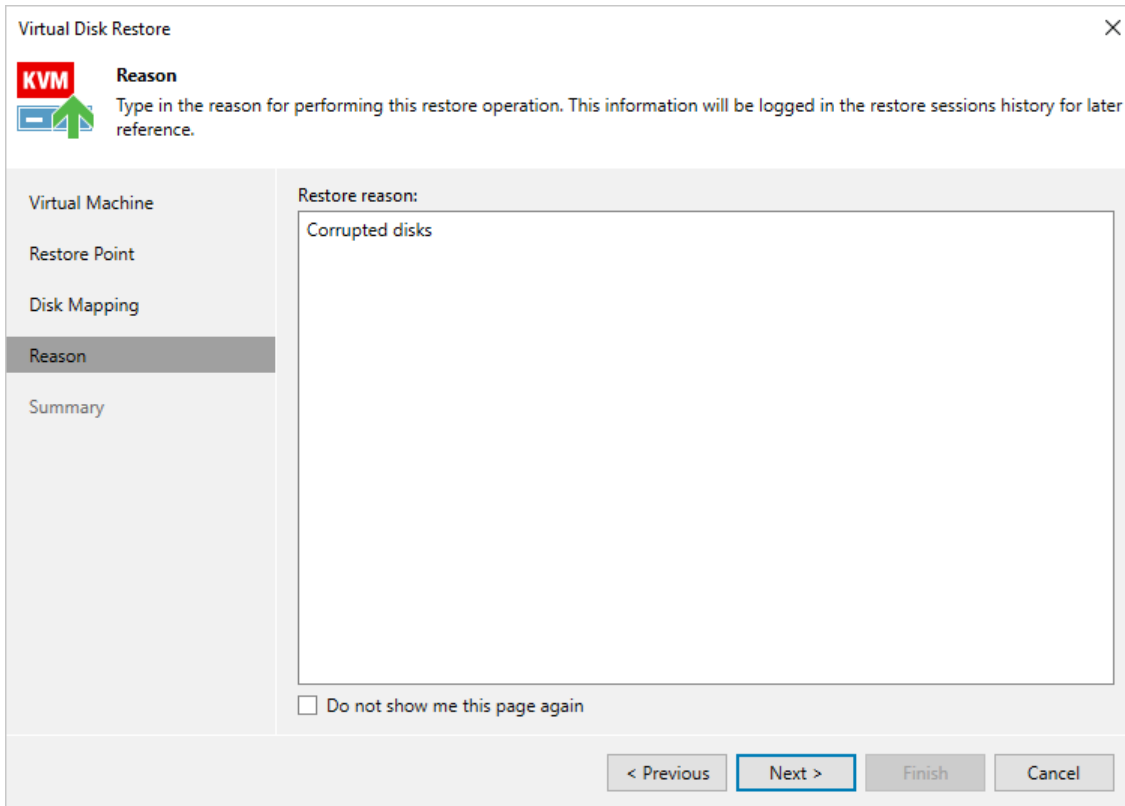 Virtual Disk Restore
KVM
Reason
Type in the reason for performing this restore operation. This information will be logged in the restore sessions history for later
reference.
Virtual Machine
Restore Point
Disk Mapping
Reason
Summary
Restore reason:
Corrupted disks
Do not show me this page again
< Previous
Next >
Finish
Cancel